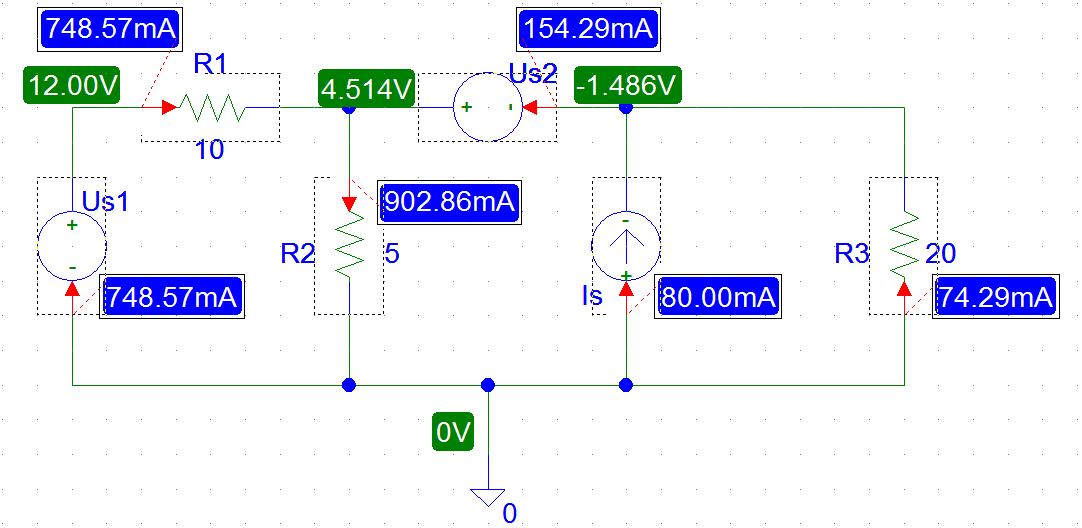 748.57mA
154.29mA
R1
Us2
12.00V
4.514V
-1.486V
+
-
10
Us1
902.86mA
+
-
R2
5
-
+
R3
20
748.57mA
Is
80.00mA
74.29mA
0V
0